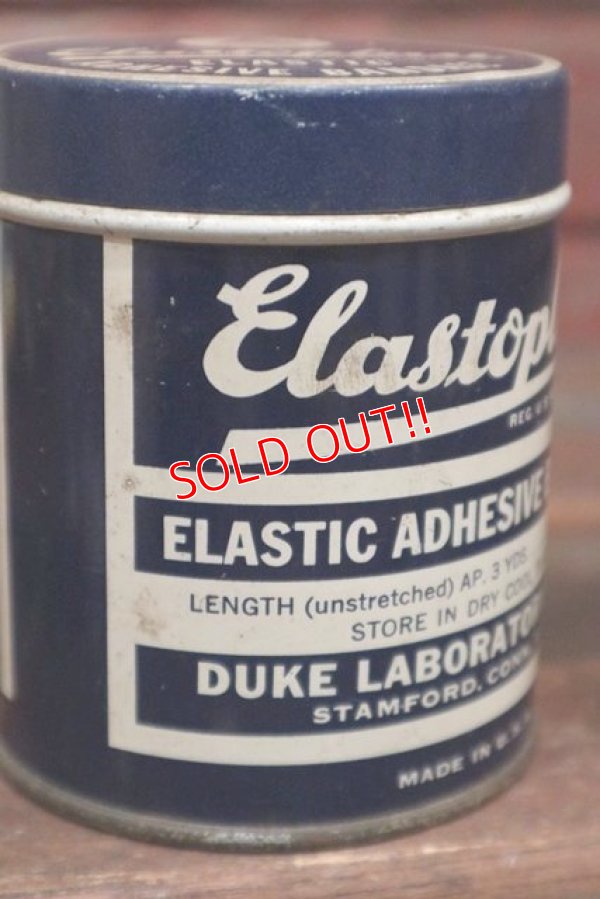 ELASTIC
Elastop
REG. U
SOLD OUT!!
ELASTIC ADHESIVE
LENGTH (unstretched) AP. 3 YDS.
STORE IN DRY COOL
DUKE LABORATO
STAMFORD, CONN.
MADE IN U.S.